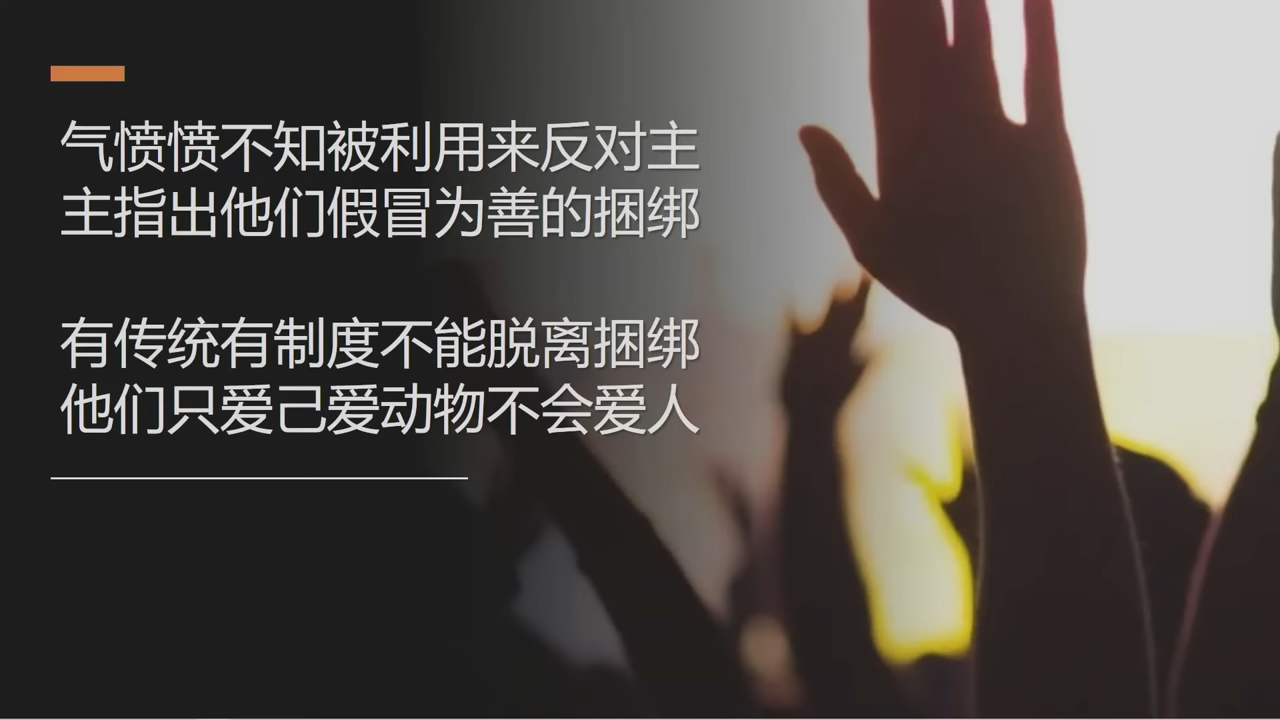 气愤愤不知被利用来反对主
主指出他们假冒为善的捆绑
有传统有制度不能脱离捆绑
他们只爱己爱动物不会爱人